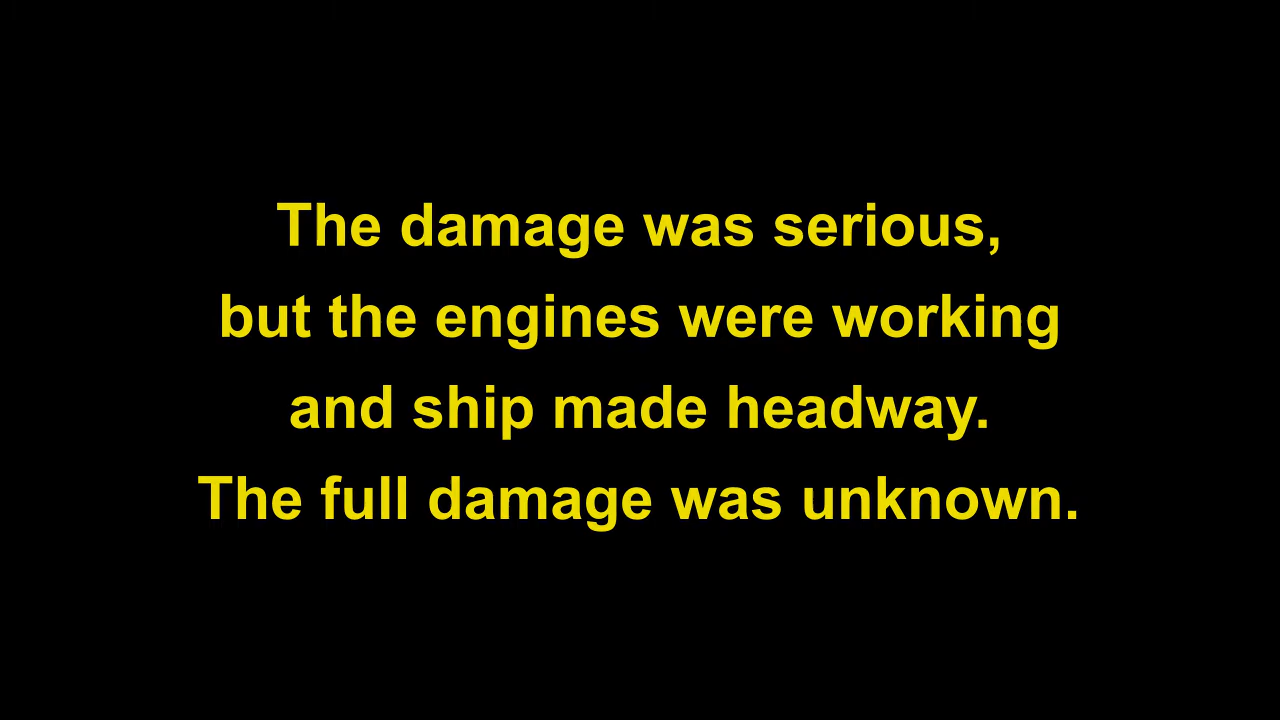 The damage was serious,
but the engines were working
and ship made headway.
The full damage was unknown.